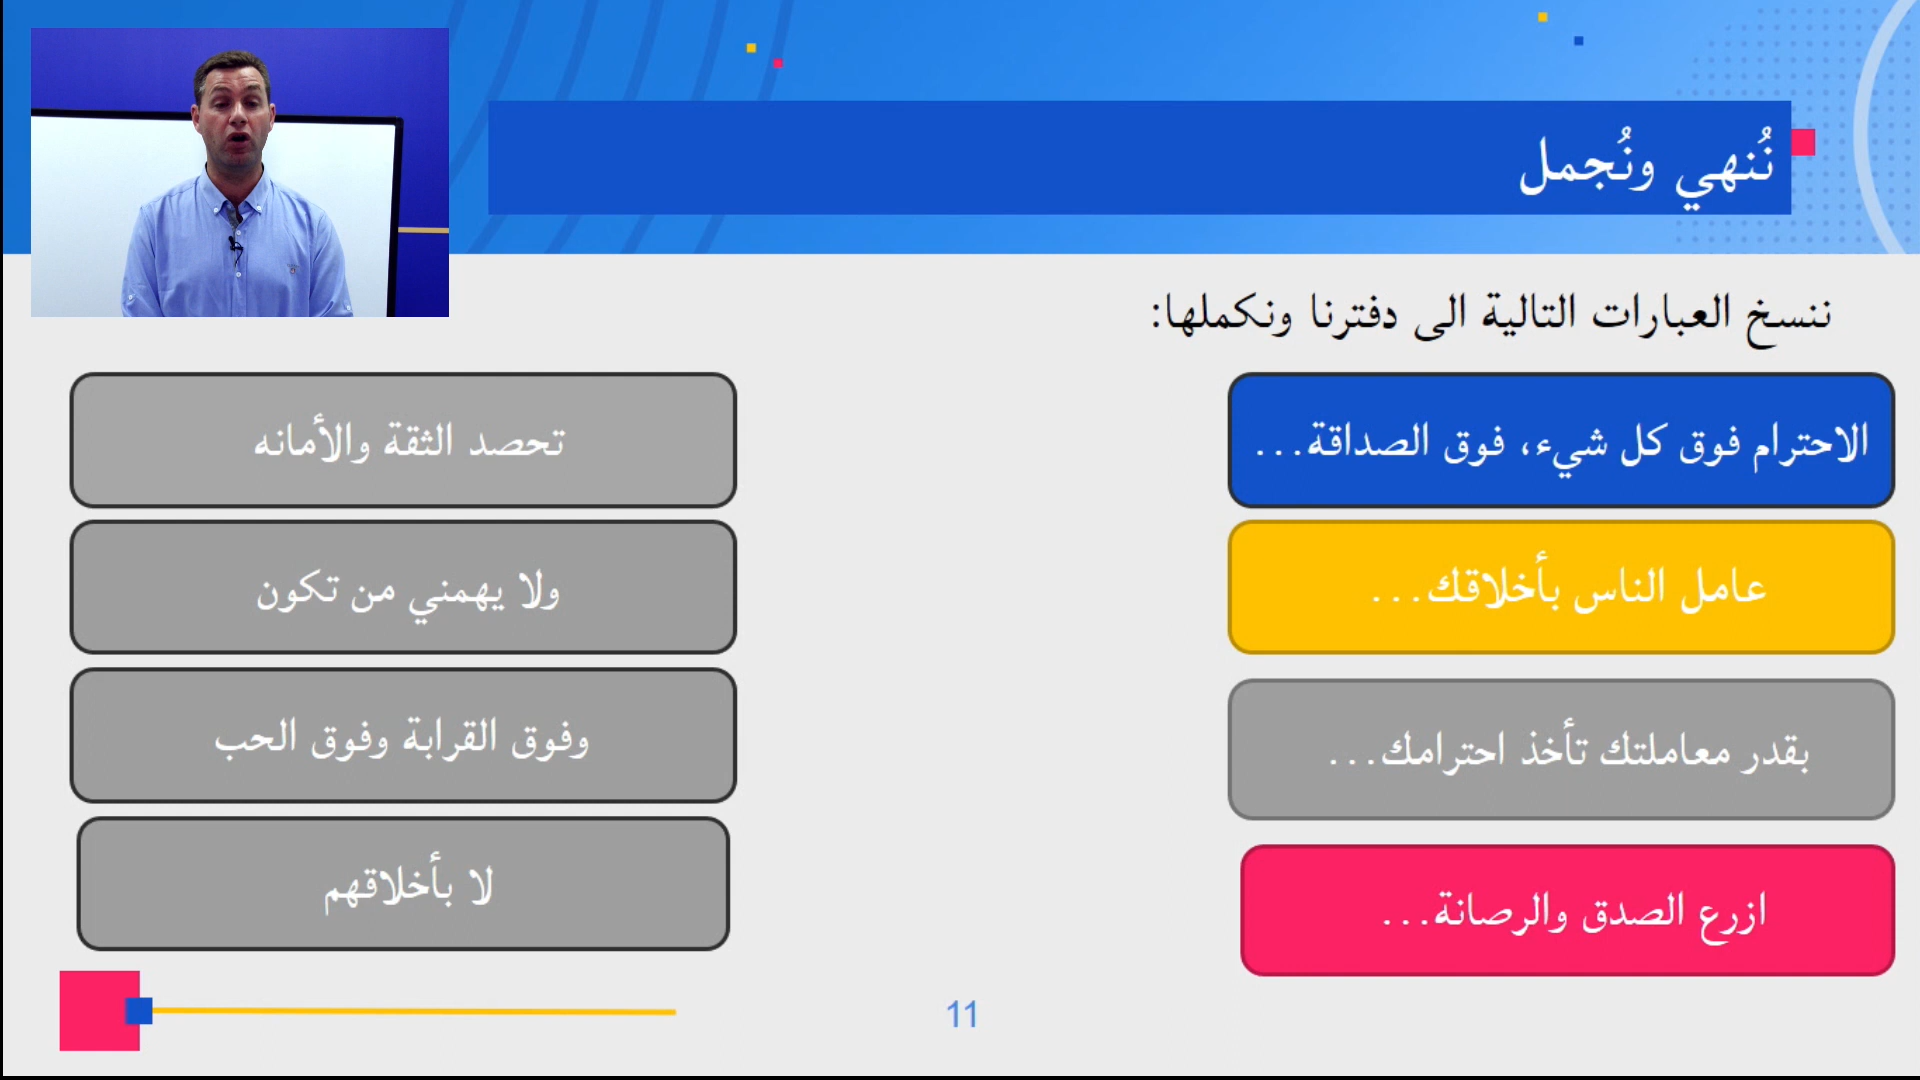 نُنهي ونُجمل
ننسخ العبارات التالية الى دفترنا ونكملها:
الاحترام فوق كل شيء، فوق الصداقة...
عامل الناس بأخلاقك...
بقدر معاملتك تأخذ احترامك...
ازرع الصدق والرصانة...
تحصد الثقة والأمانه
ولا يهمني من تكون
وفوق القرابة وفوق الحب
لا بأخلاقهم
11